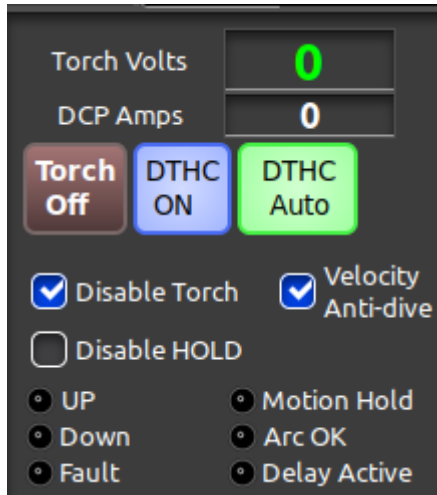 Torch Volts 0
DCP Amps 0
Torch Off
DTHC ON
DTHC Auto
Disable Torch
Velocity Anti-dive
Disable HOLD
UP
Motion Hold
Down
Arc OK
Fault
Delay Active